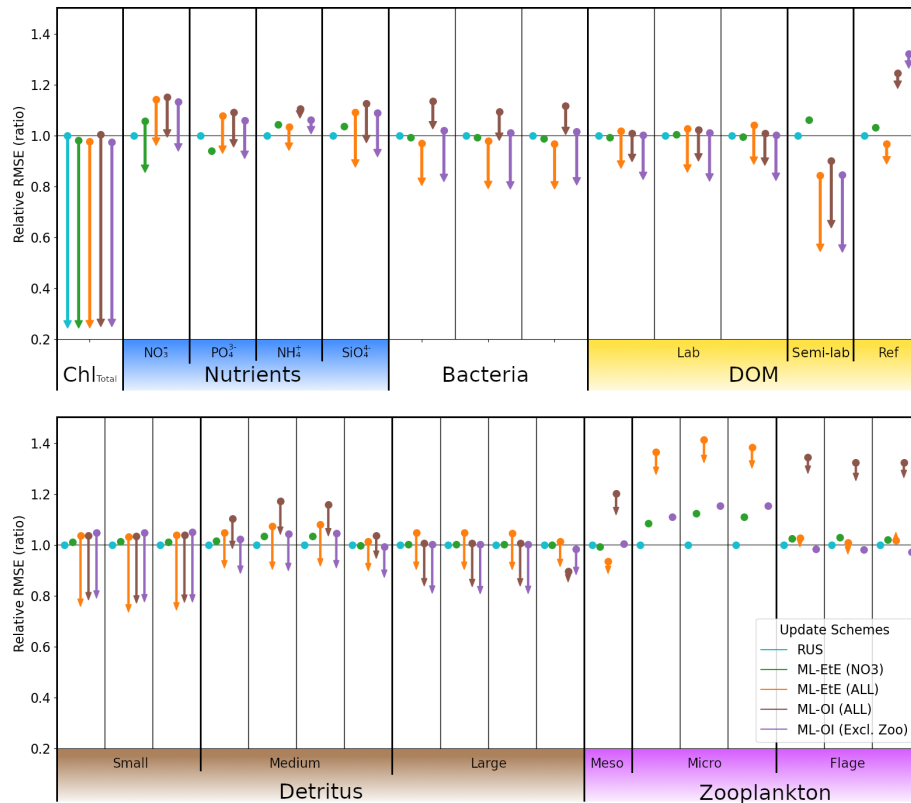 1.4
1.2
1.0
0.8
0.6
0.4
0.2
Relative RMSE (ratio)
NO₃⁻ PO₄³⁻ NH₄⁺ SiO₄⁴⁻ Lab Semi-lab Ref
Chl_Total Nutrients Bacteria DOM
1.4
1.2
1.0
0.8
0.6
0.4
0.2
Relative RMSE (ratio)
Update Schemes
RUS
ML-EtE (NO3)
ML-EtE (ALL)
ML-OI (ALL)
ML-OI (Excl. Zoo)
Small Medium Large Meso Micro Flage
Detritus Zooplankton